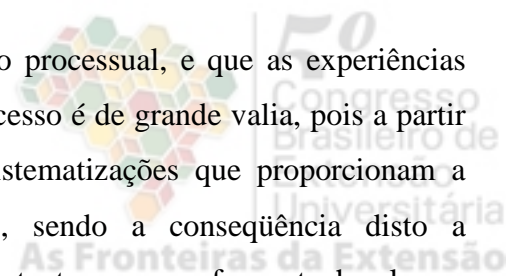 5º
Congresso
Brasileiro de
Extensão
Universitária
As Fronteiras da Extensão
o processual, e que as experiências
cesso é de grande valia, pois a partir
istematizações que proporcionam a
, sendo a conseqüência disto a